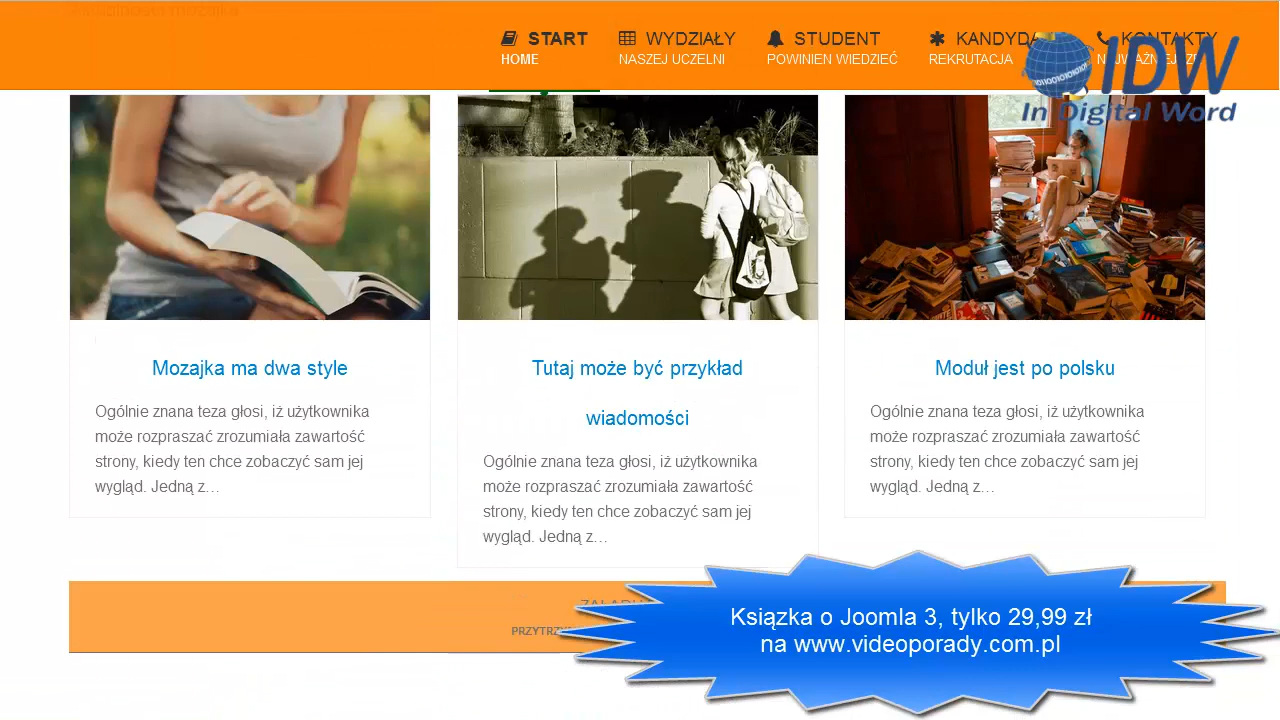 START
HOME
WYDZIAŁY
NASZEJ UCZELNI
STUDENT
POWINIEN WIEDZIEĆ
REKRUTACJA
KONTAKTY
IDW
In Digital Word
Mozajka ma dwa style
Ogólnie znana teza głosi, iż użytkownika
może rozpraszać zrozumiała zawartość
strony, kiedy ten chce zobaczyć sam jej
wygląd. Jedną z...
Tutaj może być przykład
wiadomości
Ogólnie znana teza głosi, iż użytkownika
może rozpraszać zrozumiała zawartość
strony, kiedy ten chce zobaczyć sam jej
wygląd. Jedną z...
Moduł jest po polsku
Ogólnie znana teza głosi, iż użytkownika
może rozpraszać zrozumiała zawartość
strony, kiedy ten chce zobaczyć sam jej
wygląd. Jedną z...
Ksiązka o Joomla 3, tylko 29,99 zł
na www.videoporady.com.pl